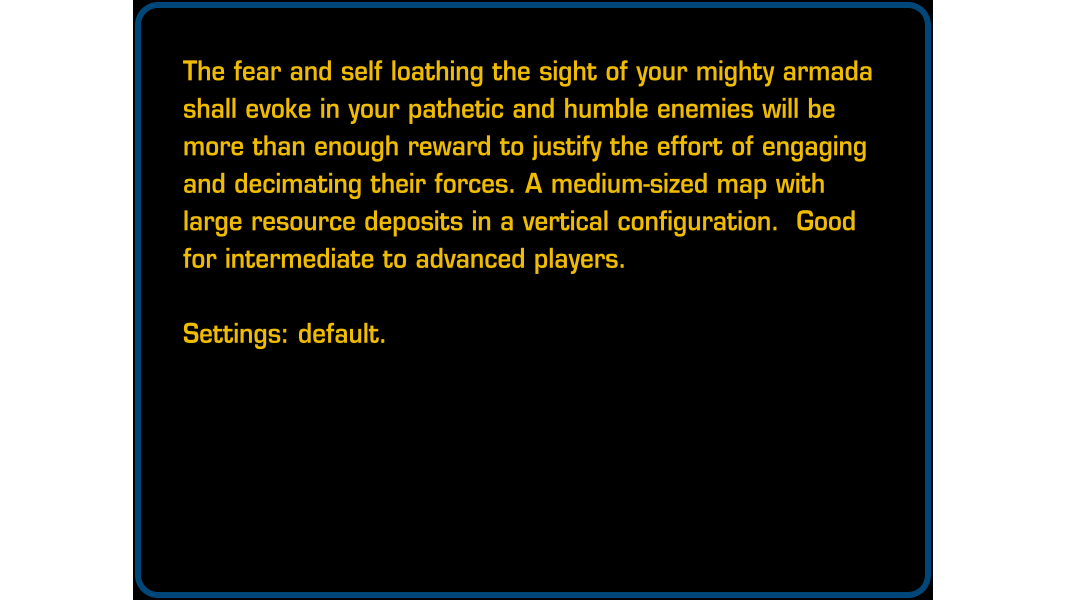 The fear and self loathing the sight of your mighty armada
shall evoke in your pathetic and humble enemies will be
more than enough reward to justify the effort of engaging
and decimating their forces. A medium-sized map with
large resource deposits in a vertical configuration.  Good
for intermediate to advanced players.
Settings: default.